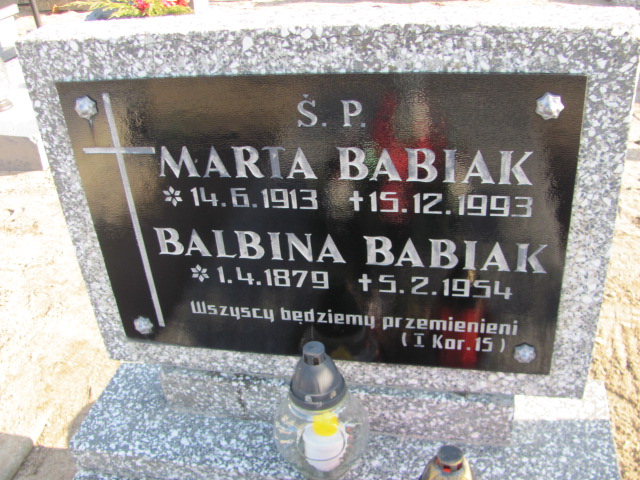 Ś. P.
MARTA BABIAK
* 14.6.1913 †15.12.1993
BALBINA BABIAK
* 1.4.1879 †5.2.1954
Wszyscy będziemy przemienieni
( I Kor. 15 )